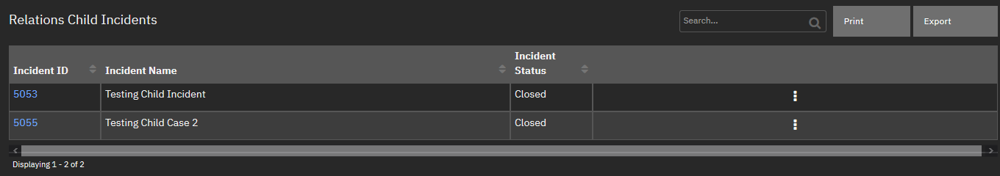 Relations Child Incidents
Search...
Print
Export
Incident ID
Incident Name
Incident
Status
5053
Testing Child Incident
Closed
5055
Testing Child Case 2
Closed
Displaying 1 - 2 of 2